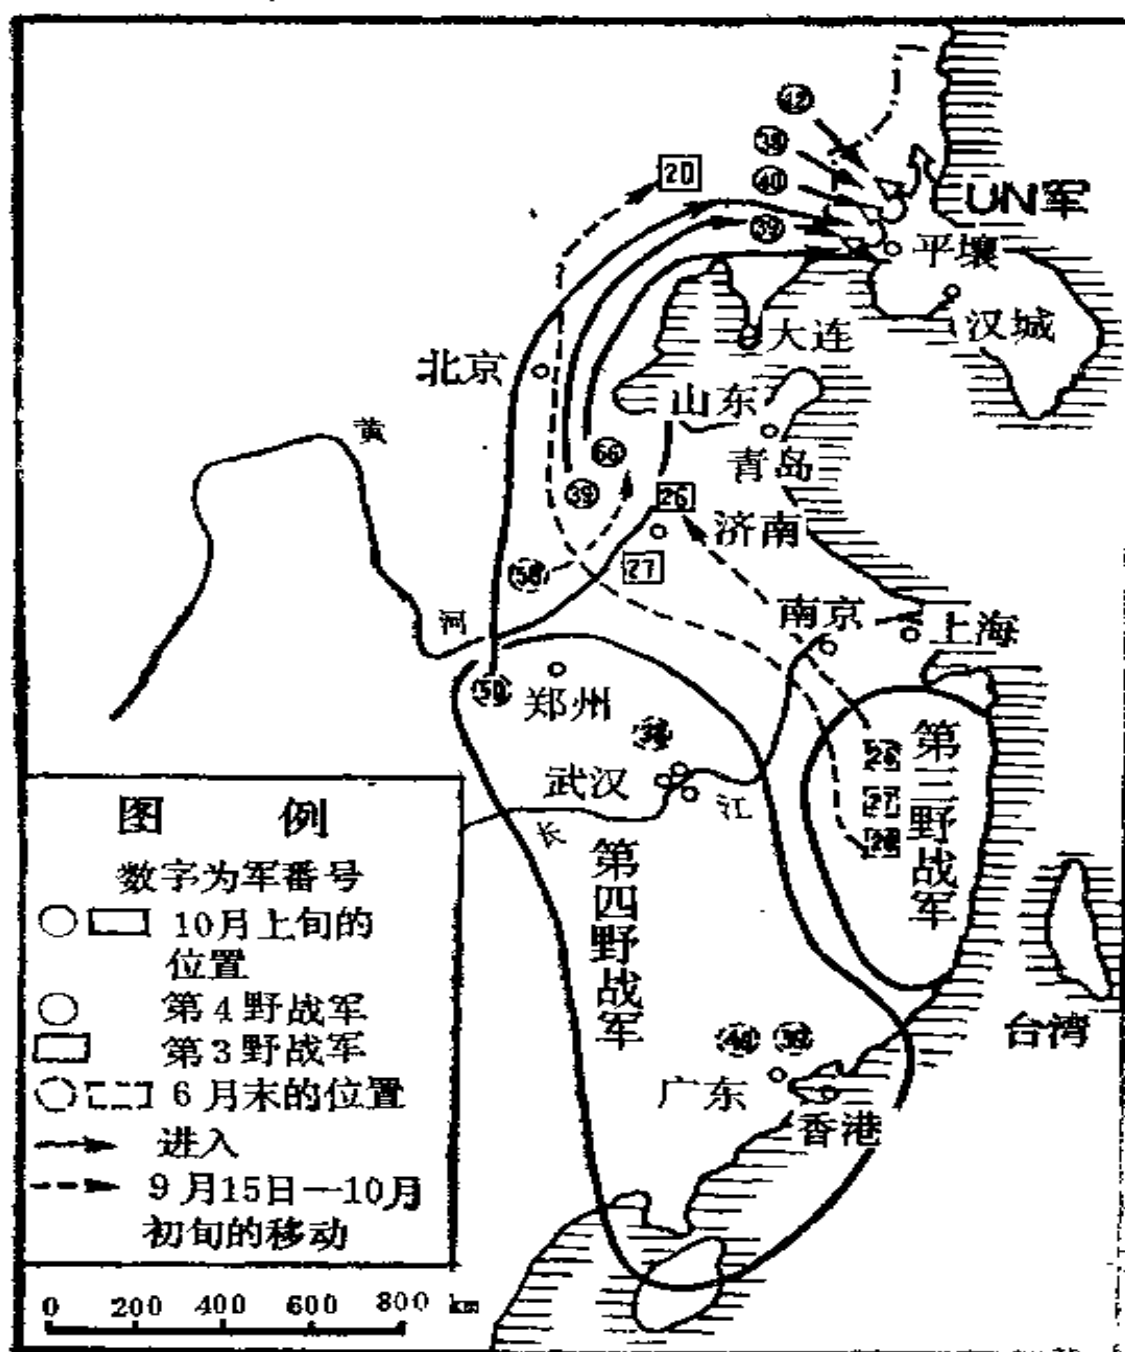 42
38
20
40
UN军
39
平壤
汉城
大连
北京
山东
黄
66
青岛
39
26
济南
27
河
南京
上海
50
郑州
武汉
江
长
第三野战军
26
27
第四野战军
图 例
数字为军番号
10月上旬的
位置
第4野战军
第3野战军
6月末的位置
进入
9月15日—10月
初旬的移动
台湾
广东
香港
0 200 400 600 800 km